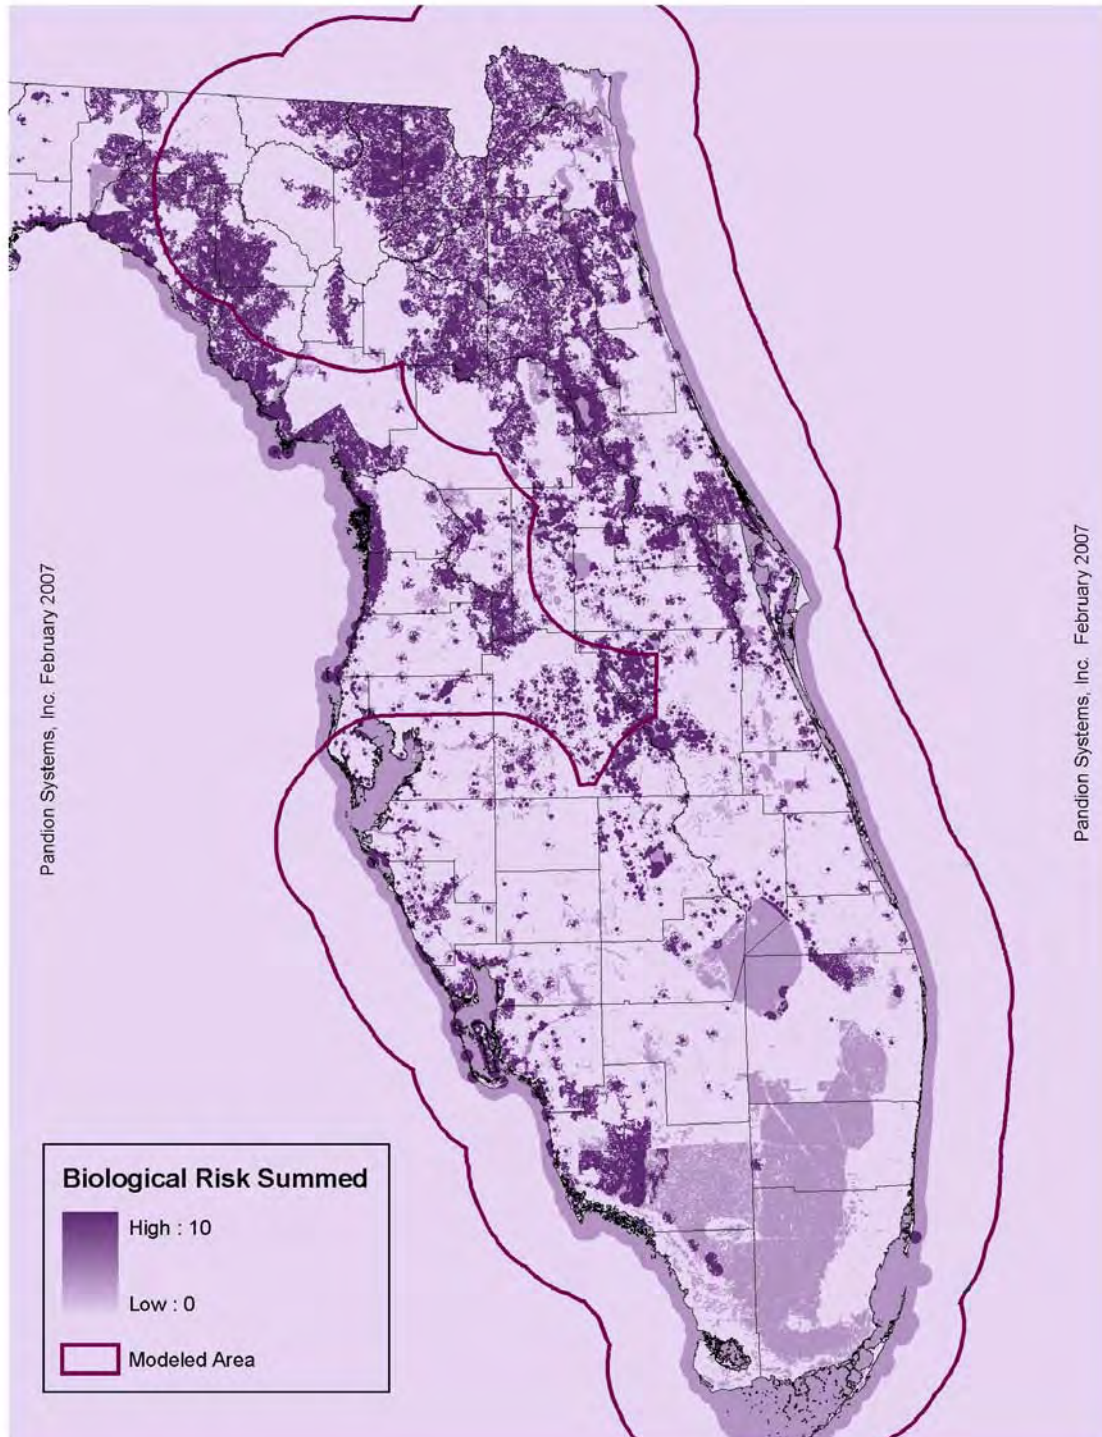 Pandion Systems, Inc. February 2007
Pandion Systems, Inc. February 2007
Biological Risk Summed
High : 10
Low : 0
Modeled Area